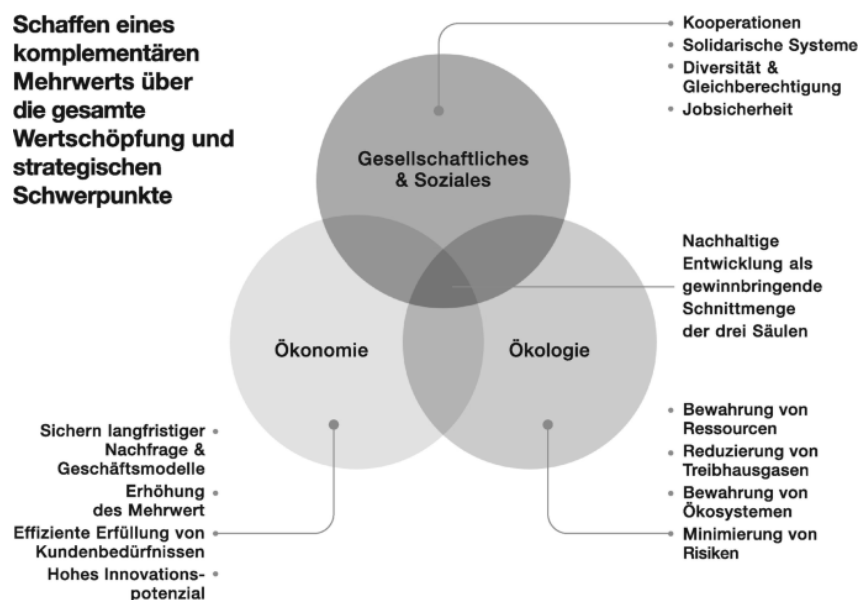 Schaffen eines
komplementären
Mehrwerts über
die gesamte
Wertschöpfung und
strategischen
Schwerpunkte
Kooperationen
Solidarische Systeme
Diversität &
Gleichberechtigung
Jobsicherheit
Gesellschaftliches
& Soziales
Nachhaltige
Entwicklung als
gewinnbringende
Schnittmenge
der drei Säulen
Ökonomie
Ökologie
Sichern langfristiger
Nachfrage &
Geschäftsmodelle
Erhöhung
des Mehrwert
Effiziente Erfüllung von
Kundenbedürfnissen
Hohes Innovations-
potenzial
Bewahrung von
Ressourcen
Reduzierung von
Treibhausgasen
Bewahrung von
Ökosystemen
Minimierung von
Risiken